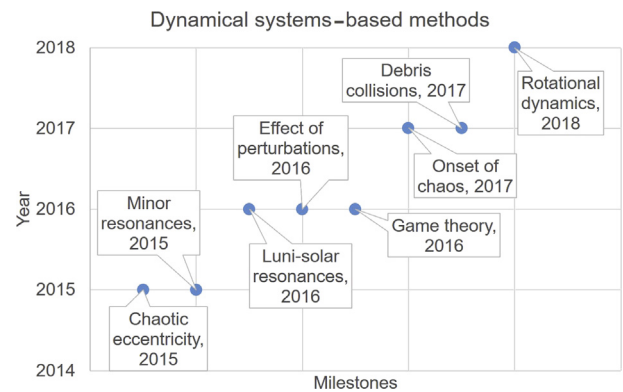 Dynamical systems–based methods
2018
2017
2016
2015
2014
Year
Milestones
Chaotic
eccentricity,
2015
Minor
resonances,
2015
Luni-solar
resonances,
2016
Effect of
perturbations,
2016
Game theory,
2016
Onset of
chaos, 2017
Debris
collisions, 2017
Rotational
dynamics,
2018